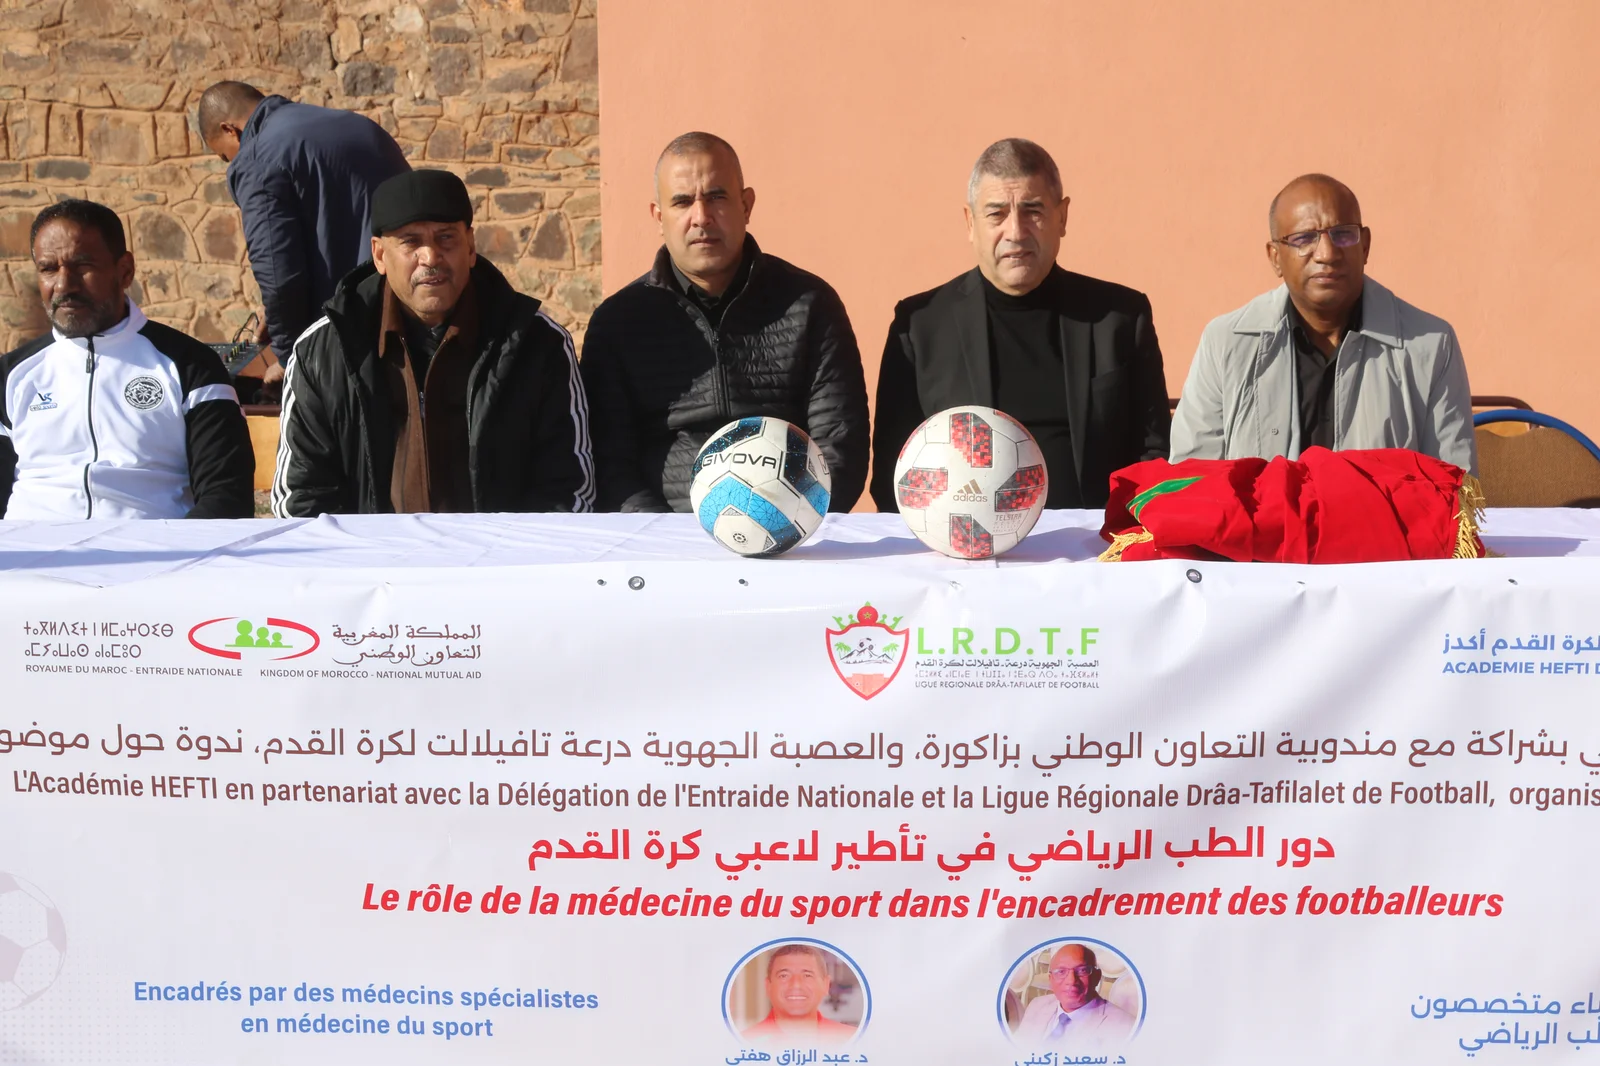 GIVOVA
adidas
TELSTAR
ⵜⴰⴳⵍⴷⵉⵜ ⵏ ⵍⵎⴰⵖⵔⵉⴱ
المملكة المغربية
التعاون الوطني
ROYAUME DU MAROC - ENTRAIDE NATIONALE KINGDOM OF MOROCCO - NATIONAL MUTUAL AID
L.R.D.T.F
العصبة الجهوية درعة - تافيلالت لكرة القدم
LIGUE REGIONALE DRÂA-TAFILALET DE FOOTBALL
لكرة القدم أكدز
ACADEMIE HEFTI
بشراكة مع مندوبية التعاون الوطني بزاكورة، والعصبة الجهوية درعة تافيلالت لكرة القدم، ندوة حول
L'Académie HEFTI en partenariat avec la Délégation de l'Entraide Nationale et la Ligue Régionale Drâa-Tafilalet de Football, organis
دور الطب الرياضي في تأطير لاعبي كرة القدم
Le rôle de la médecine du sport dans l'encadrement des footballeurs
Encadrés par des médecins spécialistes
en médecine du sport
د. عبد الرزاق هفتي
د. سعيد زكيني
متخصصون
الرياضي